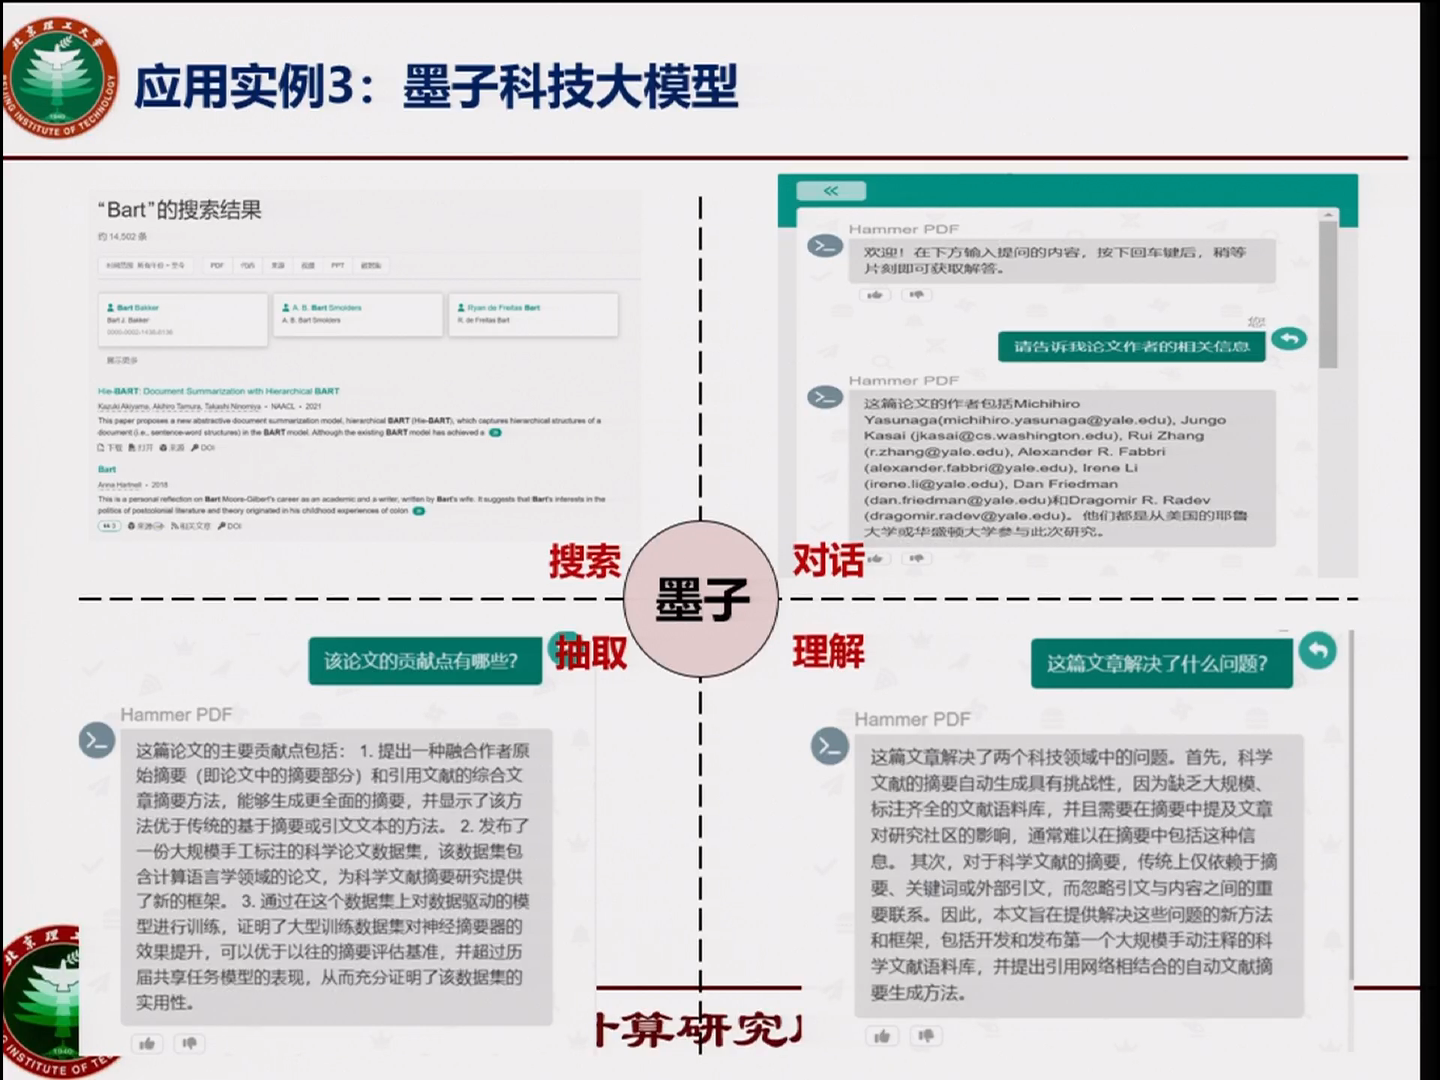 北京理工大学
BEIJING INSTITUTE OF TECHNOLOGY
1940
应用实例3：墨子科技大模型
“Bart”的搜索结果
约 14,502 条
PDF 代码 来源 视频 PPT
Bart Bakker
Bart J. Bakker
A. B. Bart Smolders
A. B. Bart Smolders
Ryan de Freitas Bart
R. de Freitas Bart
展示更多
Hie-BART: Document Summarization with Hierarchical BART
Kazuki Akiyama, Akihiro Tamura, Takashi Ninomiya • NAACL • 2021
This paper proposes a new abstractive document summarization model, hierarchical BART (Hie-BART), which captures hierarchical structures of a
document (i.e., sentence-word structures) in the BART model. Although the existing BART model has achieved a
下载 打开 来源 DOI
Bart
Anna Hartnell • 2018
This is a personal reflection on Bart Moore-Gilbert's career as an academic and a writer, written by Bart's wife. It suggests that Bart's interests in the
politics of postcolonial literature and theory originated in his childhood experiences of colon
相关文章 DOI
Hammer PDF
欢迎！在下方输入提问的内容，按下回车键后，稍等
片刻即可获取解答。
您
请告诉我论文作者的相关信息
Hammer PDF
这篇论文的作者包括Michihiro
Yasunaga(michihiro.yasunaga@yale.edu), Jungo
Kasai (jkasai@cs.washington.edu), Rui Zhang
(r.zhang@yale.edu), Alexander R. Fabbri
(alexander.fabbri@yale.edu), Irene Li
(irene.li@yale.edu), Dan Friedman
(dan.friedman@yale.edu)和Dragomir R. Radev
(dragomir.radev@yale.edu)。他们都是从美国的耶鲁
大学或华盛顿大学参与此次研究。
搜索
对话
墨子
抽取
理解
该论文的贡献点有哪些？
Hammer PDF
这篇论文的主要贡献点包括： 1. 提出一种融合作者原
始摘要（即论文中的摘要部分）和引用文献的综合文
章摘要方法，能够生成更全面的摘要，并显示了该方
法优于传统的基于摘要或引文文本的方法。 2. 发布了
一份大规模手工标注的科学论文数据集，该数据集包
含计算语言学领域的论文，为科学文献摘要研究提供
了新的框架。 3. 通过在这个数据集上对数据驱动的模
型进行训练，证明了大型训练数据集对神经摘要器的
效果提升，可以优于以往的摘要评估基准，并超过历
届共享任务模型的表现，从而充分证明了该数据集的
实用性。
这篇文章解决了什么问题？
Hammer PDF
这篇文章解决了两个科技领域中的问题。首先，科学
文献的摘要自动生成具有挑战性，因为缺乏大规模、
标注齐全的文献语料库，并且需要在摘要中提及文章
对研究社区的影响，通常难以在摘要中包括这种信
息。 其次，对于科学文献的摘要，传统上仅依赖于摘
要、关键词或外部引文，而忽略引文与内容之间的重
要联系。因此，本文旨在提供解决这些问题的新方法
和框架，包括开发和发布第一个大规模手动注释的科
学文献语料库，并提出引用网络相结合的自动文献摘
要生成方法。
算研究